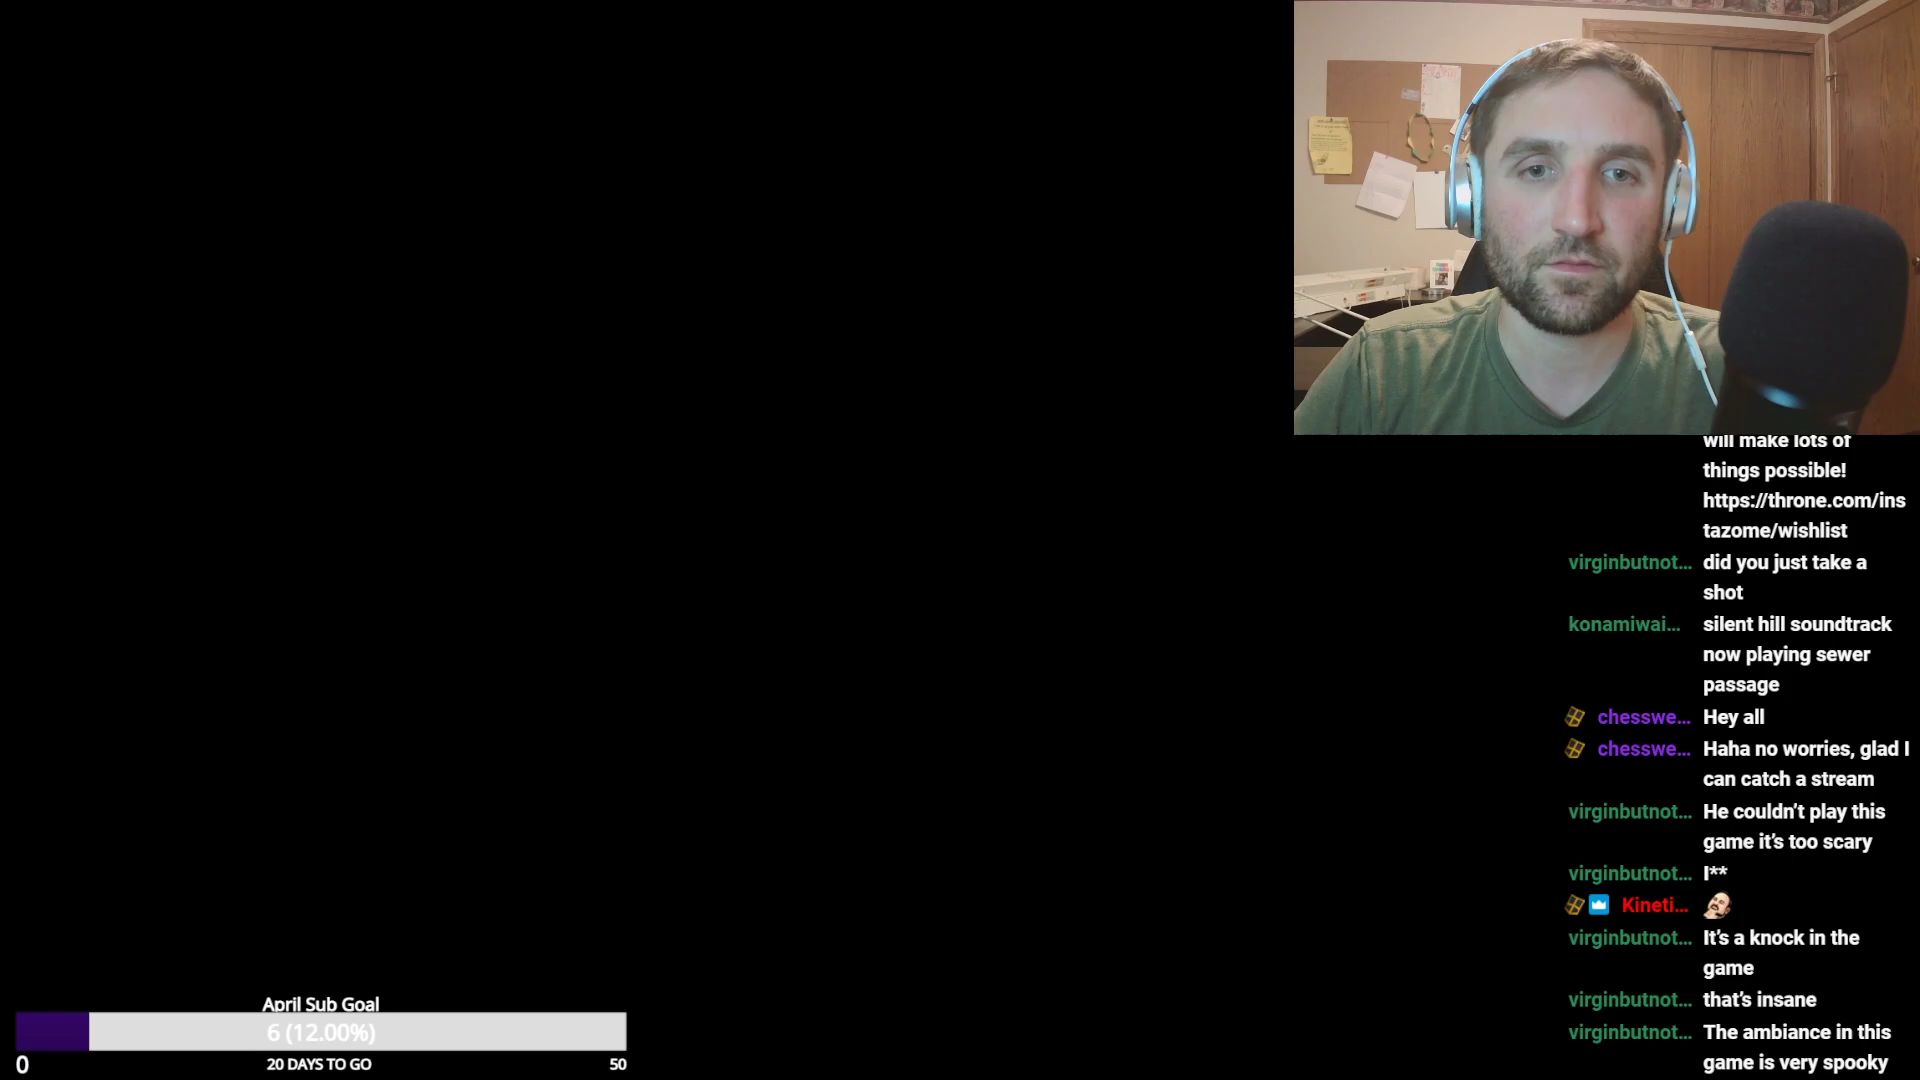 will make lots of
things possible!
https://throne.com/ins
tazome/wishlist
virginbutnot... did you just take a
shot
konamiwai... silent hill soundtrack
now playing sewer
passage
chesswe... Hey all
chesswe... Haha no worries, glad I
can catch a stream
virginbutnot... He couldn’t play this
game it’s too scary
virginbutnot... I**
Kineti...
virginbutnot... It’s a knock in the
game
virginbutnot... that’s insane
virginbutnot... The ambiance in this
game is very spooky
April Sub Goal
6 (12.00%)
0 20 DAYS TO GO 50